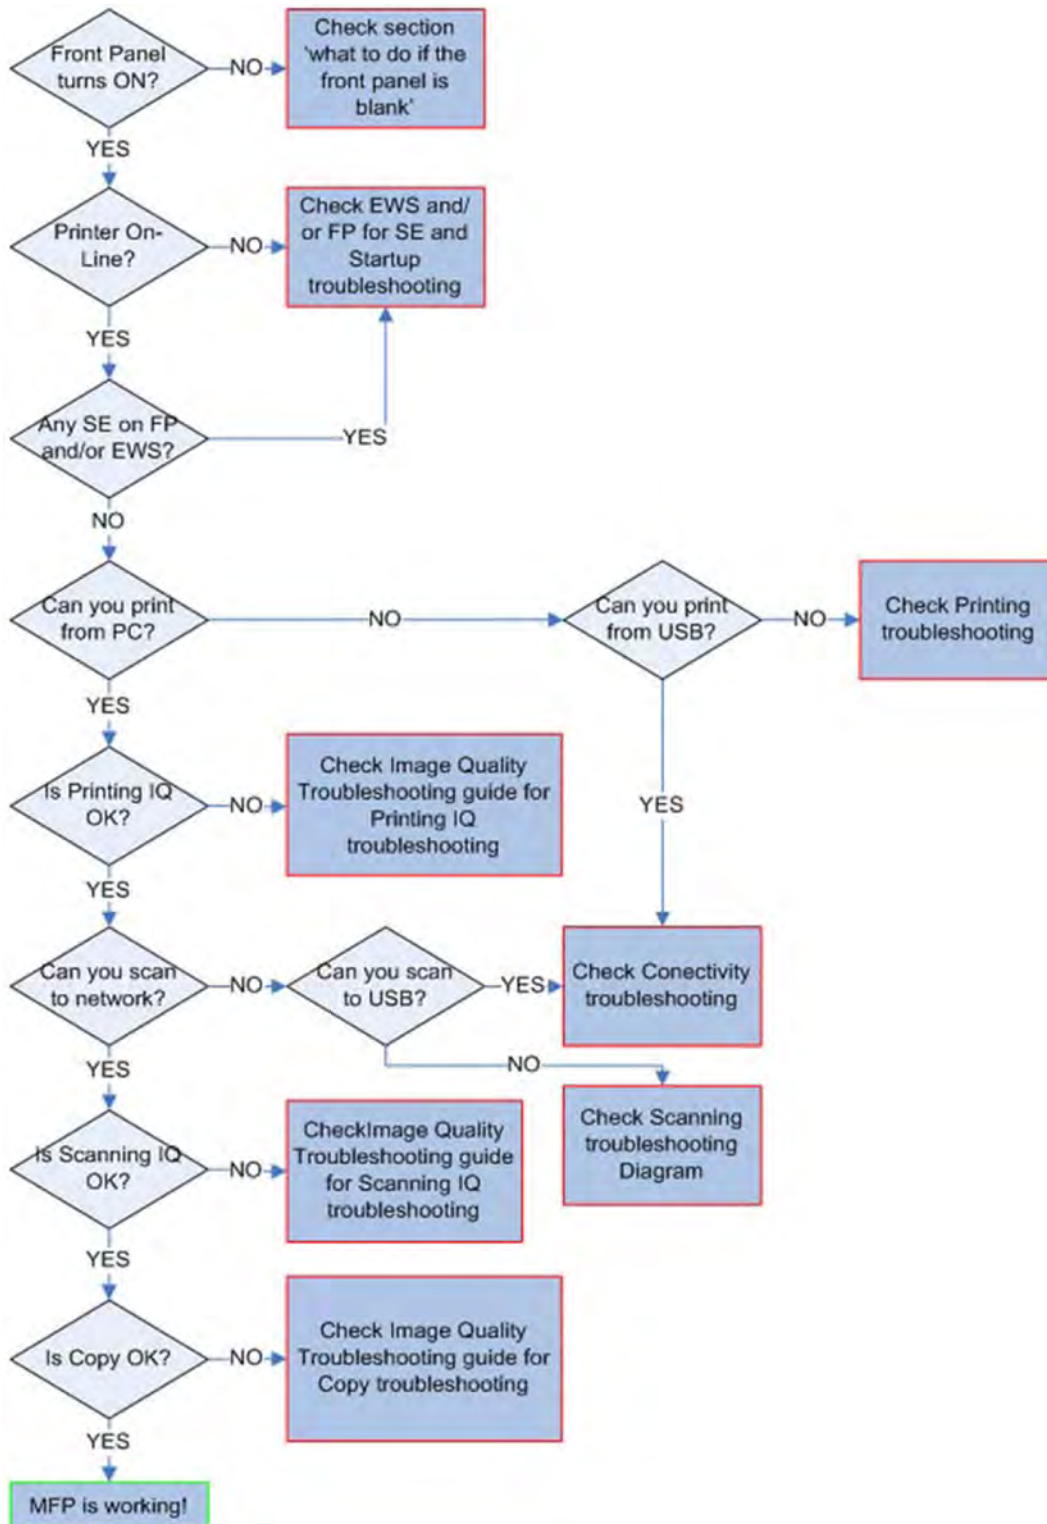 Front Panel
turns ON?
NO
Check section
'what to do if the
front panel is
blank'
YES
Printer On-
Line?
NO
Check EWS and/
or FP for SE and
Startup
troubleshooting
YES
Any SE on FP
and/or EWS?
YES
NO
Can you print
from PC?
NO
Can you print
from USB?
NO
Check Printing
troubleshooting
YES
Is Printing IQ
OK?
NO
Check Image Quality
Troubleshooting guide for
Printing IQ
troubleshooting
YES
YES
Can you scan
to network?
NO
Can you scan
to USB?
YES
Check Conectivity
troubleshooting
NO
YES
Check Scanning
troubleshooting
Diagram
Is Scanning IQ
OK?
NO
CheckImage Quality
Troubleshooting guide
for Scanning IQ
troubleshooting
YES
Is Copy OK?
NO
Check Image Quality
Troubleshooting guide for
Copy troubleshooting
YES
MFP is working!